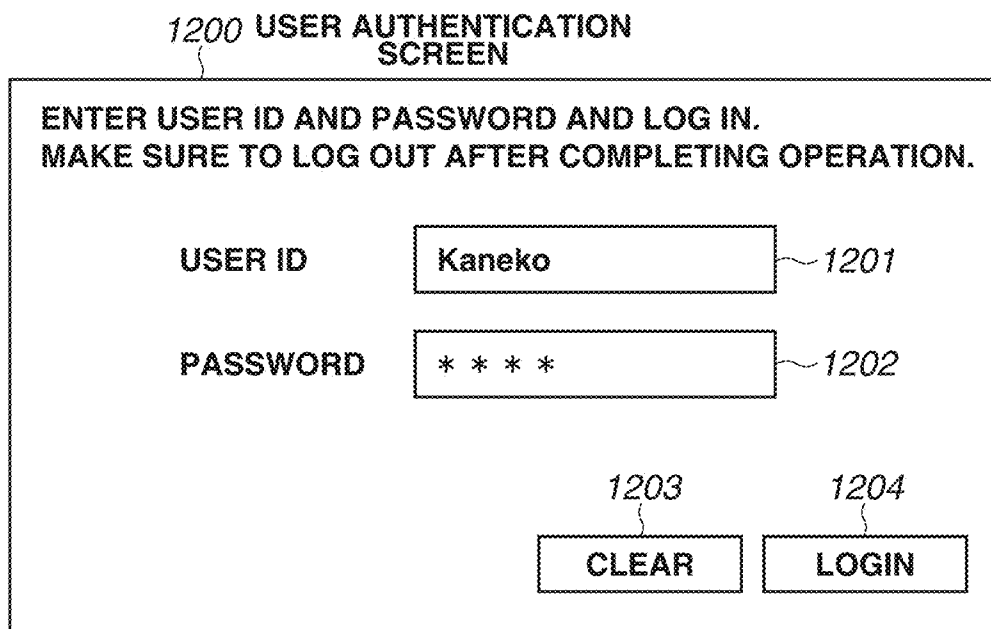 1200 USER AUTHENTICATION
SCREEN
ENTER USER ID AND PASSWORD AND LOG IN.
MAKE SURE TO LOG OUT AFTER COMPLETING OPERATION.
USER ID Kaneko 1201
PASSWORD * * * * 1202
1203 1204
CLEAR LOGIN